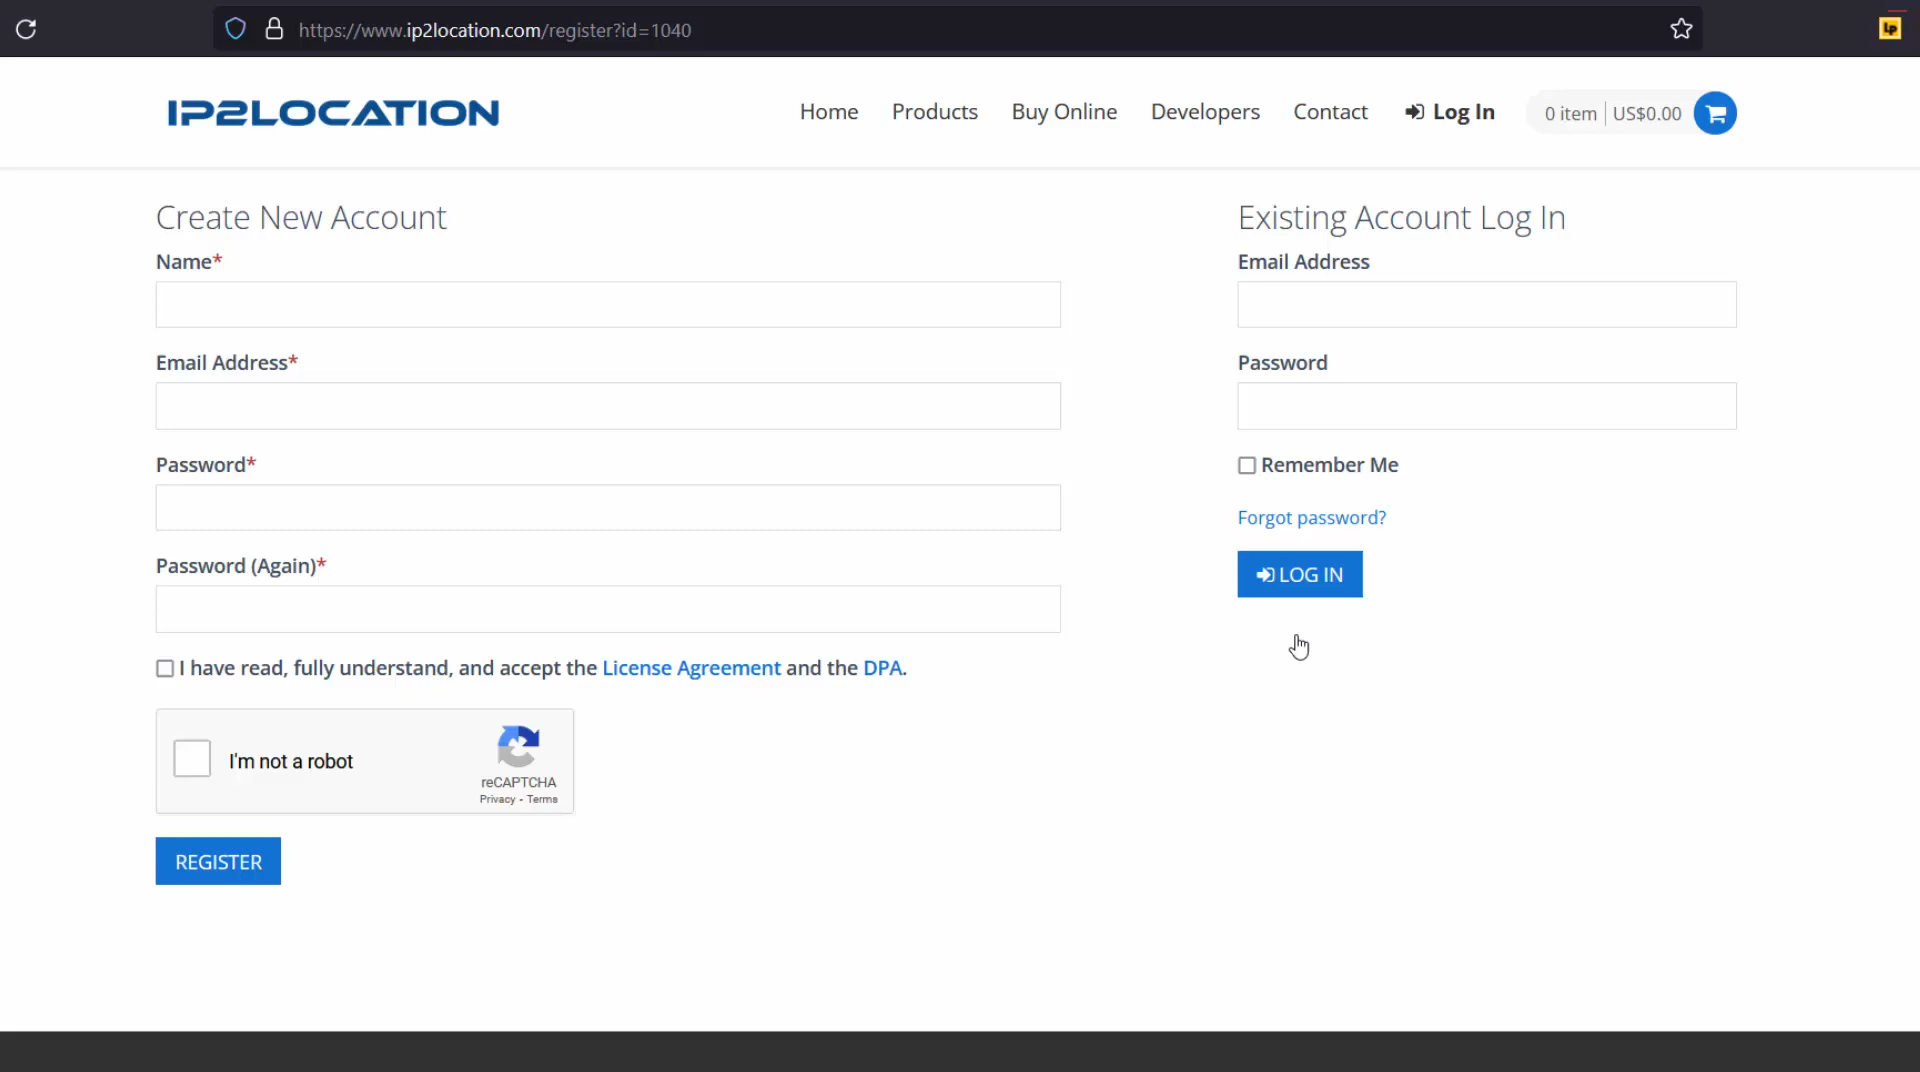 https://www.ip2location.com/register?id=1040
IP2LOCATION
Home
Products
Buy Online
Developers
Contact
Log In
0 item
US$0.00
Create New Account
Name*
Email Address*
Password*
Password (Again)*
I have read, fully understand, and accept the License Agreement and the DPA.
I'm not a robot
reCAPTCHA
Privacy - Terms
REGISTER
Existing Account Log In
Email Address
Password
Remember Me
Forgot password?
LOG IN